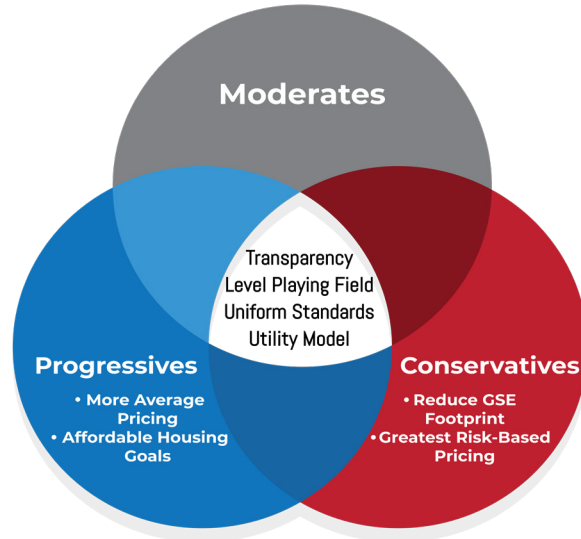 Moderates
Transparency
Level Playing Field
Uniform Standards
Utility Model
Progressives
• More Average
Pricing
• Affordable Housing
Goals
Conservatives
• Reduce GSE
Footprint
• Greatest Risk-Based
Pricing